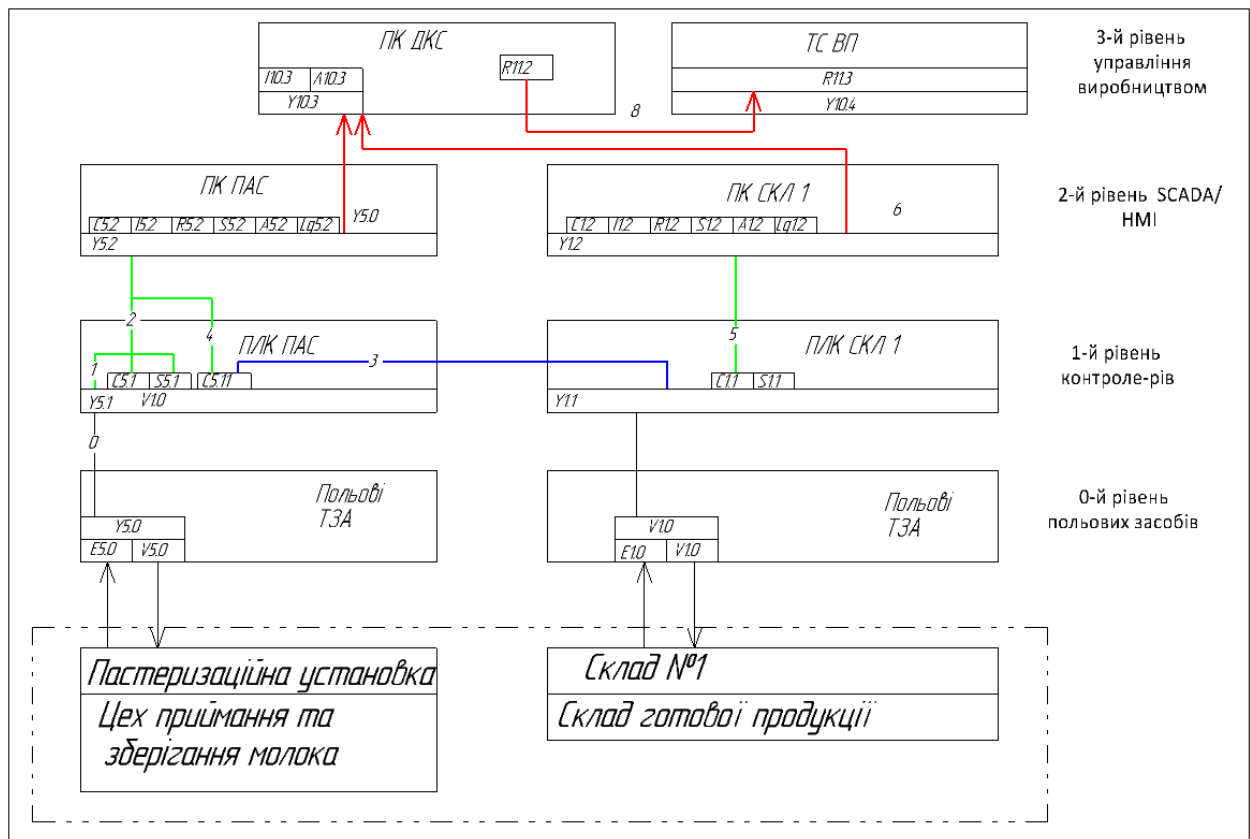 ПК ДКС
I10.3 A10.3
Y10.3
R11.2
8
ТС ВП
R11.3
Y10.4
3-й рівень
управління
виробництвом
ПК ПАС
C5.2 I5.2 R5.2 S5.2 A5.2 Lg5.2
Y5.0
Y5.2
ПК СКЛ 1
6
C1.2 I1.2 R1.2 S1.2 A1.2 Lg1.2
Y1.2
2-й рівень SCADA/
HMI
2
4
5
ПЛК ПАС
1
3
C5.1 S5.1 C5.11
Y5.1 V1.0
ПЛК СКЛ 1
C1.1 S1.1
Y1.1
1-й рівень
контроле-рів
0
Польові
ТЗА
Y5.0
E5.0 V5.0
Польові
ТЗА
V1.0
E1.0 V1.0
0-й рівень
польових засобів
Пастеризаційна установка
Цех приймання та
зберігання молока
Склад №1
Склад готової продукції